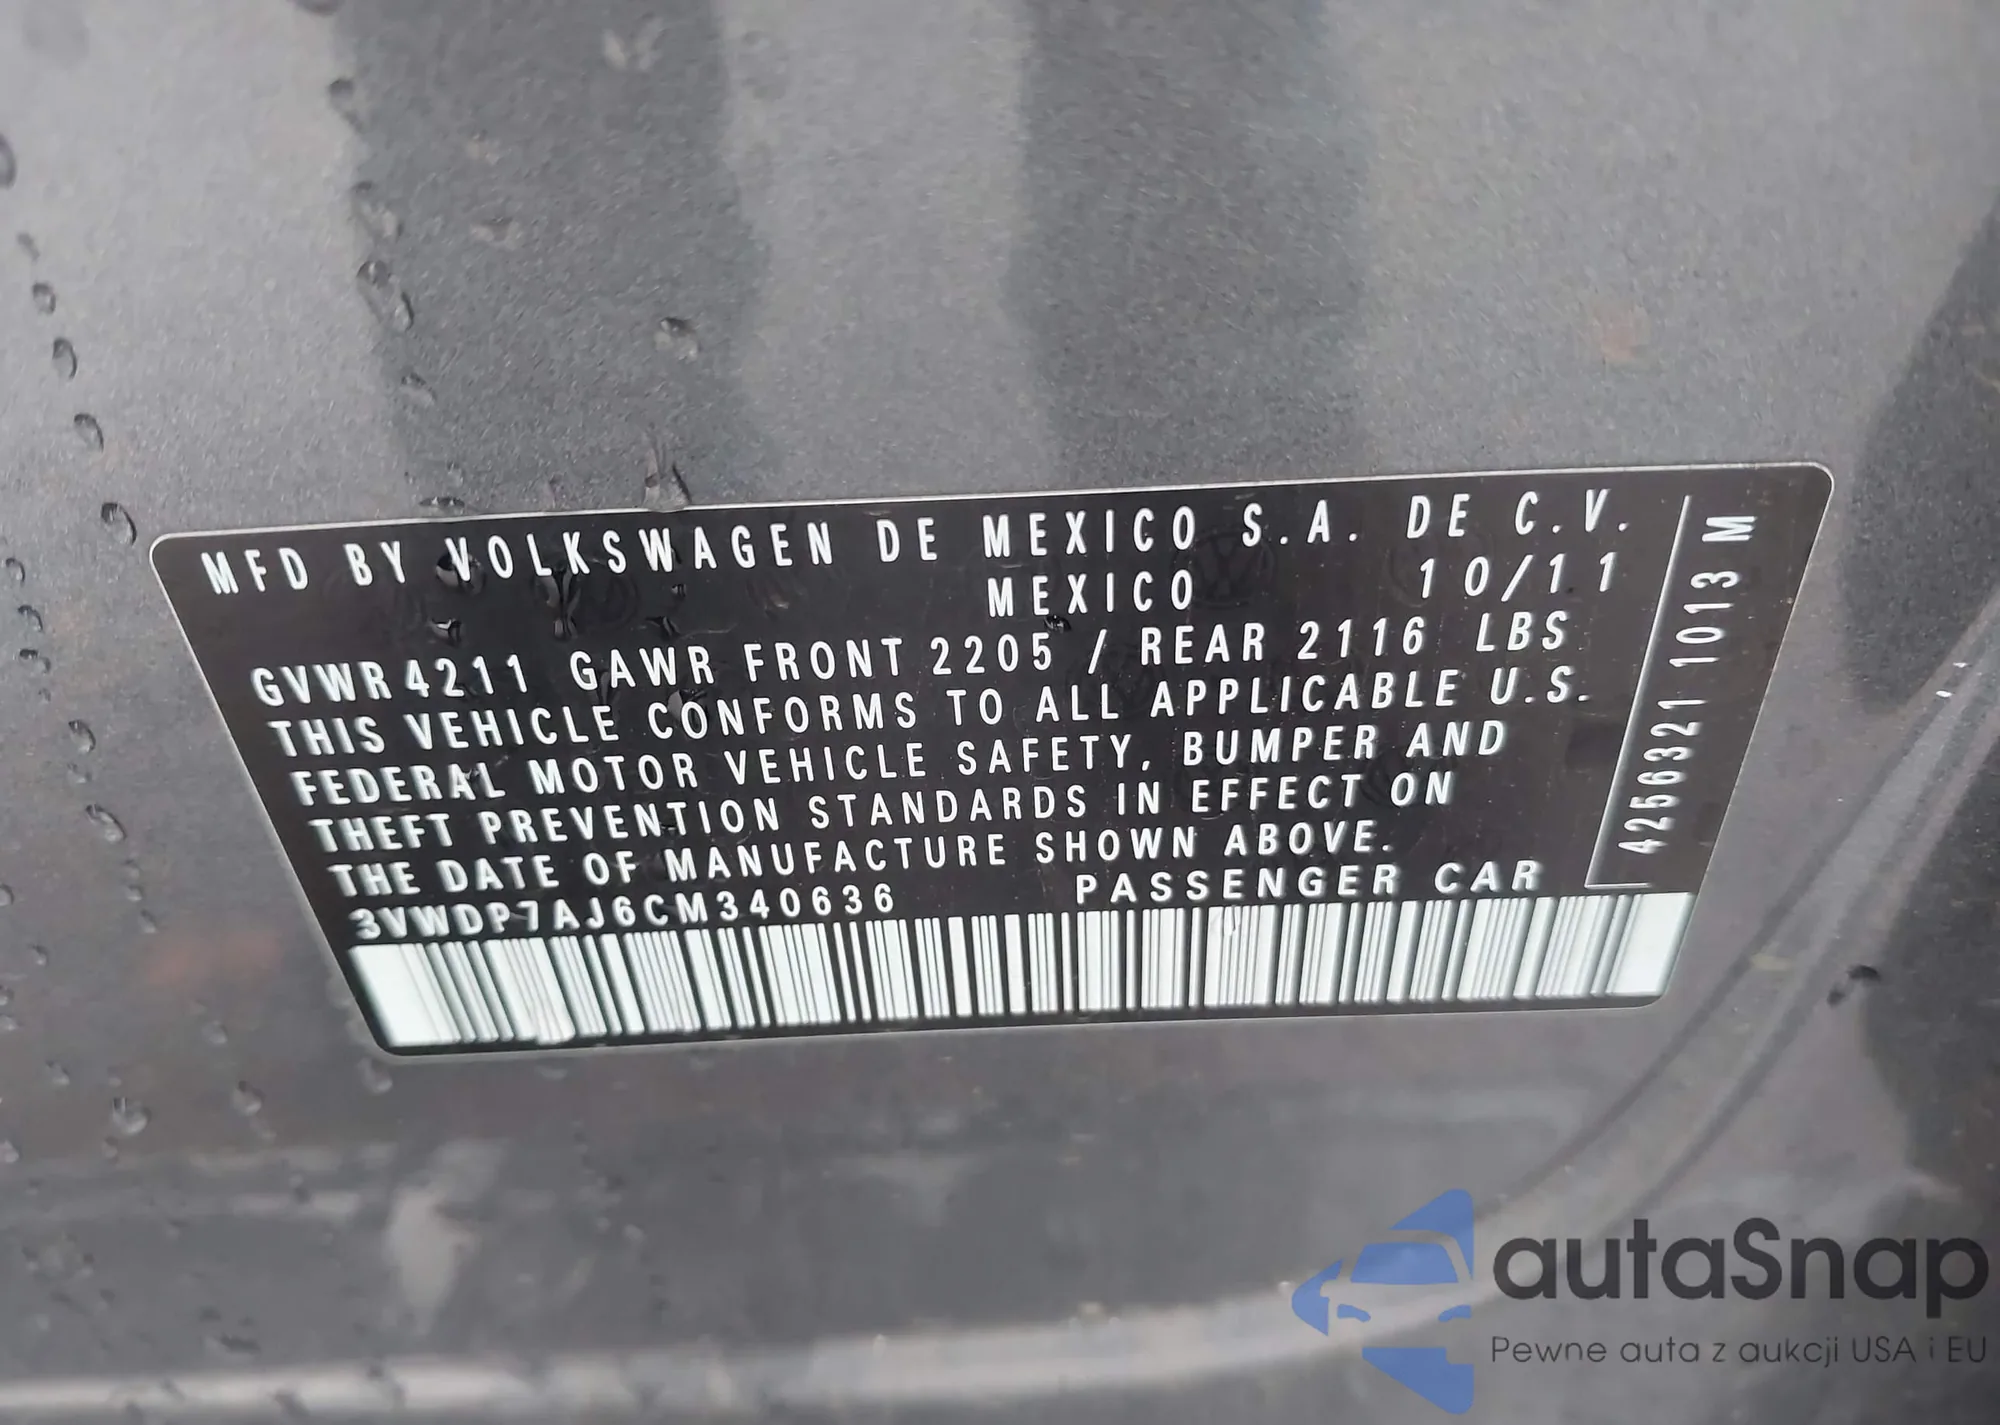 MFD BY VOLKSWAGEN DE MEXICO S.A. DE C.V.
MEXICO 10/11
GVWR 4211 GAWR FRONT 2205 / REAR 2116 LBS
THIS VEHICLE CONFORMS TO ALL APPLICABLE U.S.
FEDERAL MOTOR VEHICLE SAFETY, BUMPER AND
THEFT PREVENTION STANDARDS IN EFFECT ON
THE DATE OF MANUFACTURE SHOWN ABOVE.
3VWDP7AJ6CM340636 PASSENGER CAR
4256321 1013 M
autaSnap
Pewne auta z aukcji USA i EU